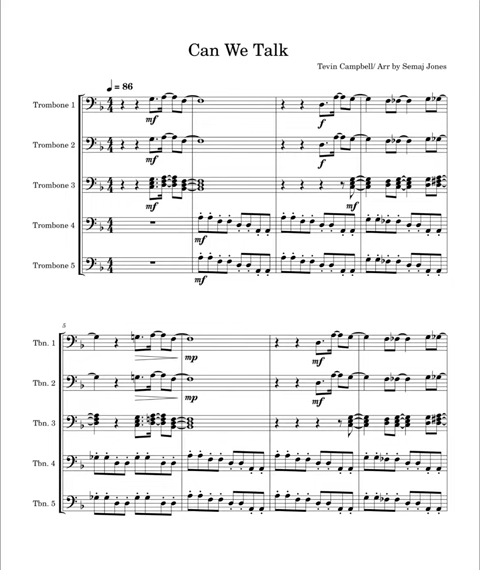 Can We Talk
Tevin Campbell/ Arr by Semaj Jones
♩ = 86
Trombone 1
mf
f
Trombone 2
mf
f
Trombone 3
mf
mf
Trombone 4
mf
Trombone 5
mf
5
Tbn. 1
mp
mf
Tbn. 2
mp
mf
Tbn. 3
mf
Tbn. 4
Tbn. 5